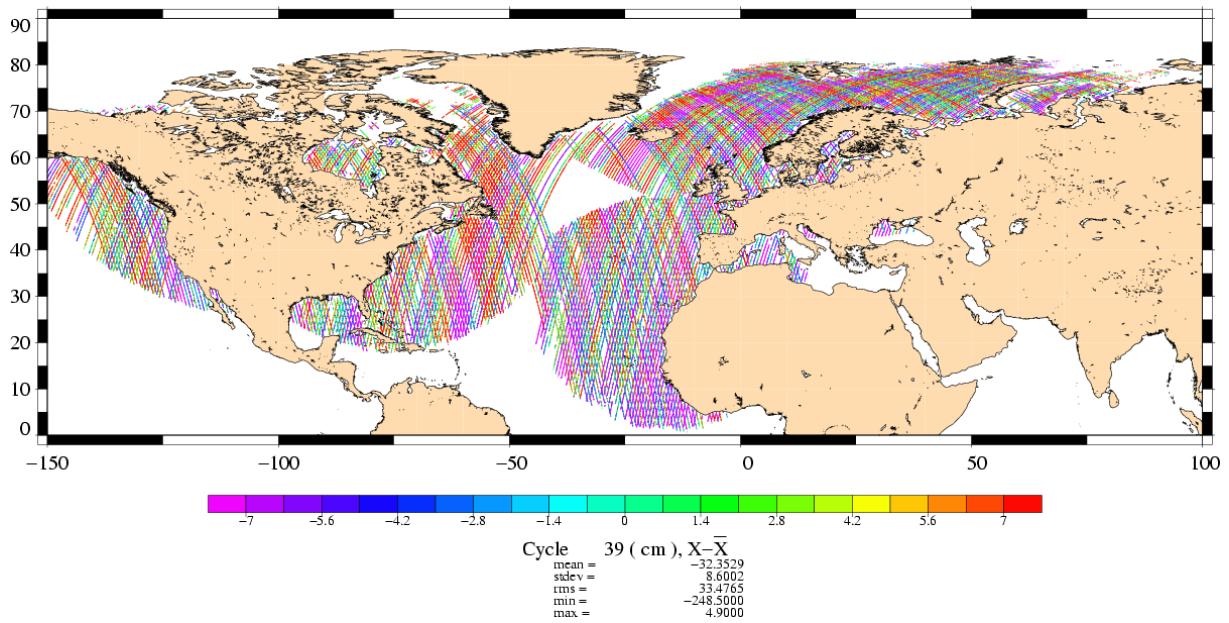 90
80
70
60
50
40
30
20
10
0
−150 −100 −50 0 50 100
−7 −5.6 −4.2 −2.8 −1.4 0 1.4 2.8 4.2 5.6 7
Cycle 39 ( cm ), X−X̅
mean = −32.3529
stdev = 8.6002
rms = 33.4765
min = −248.5000
max = 4.9000